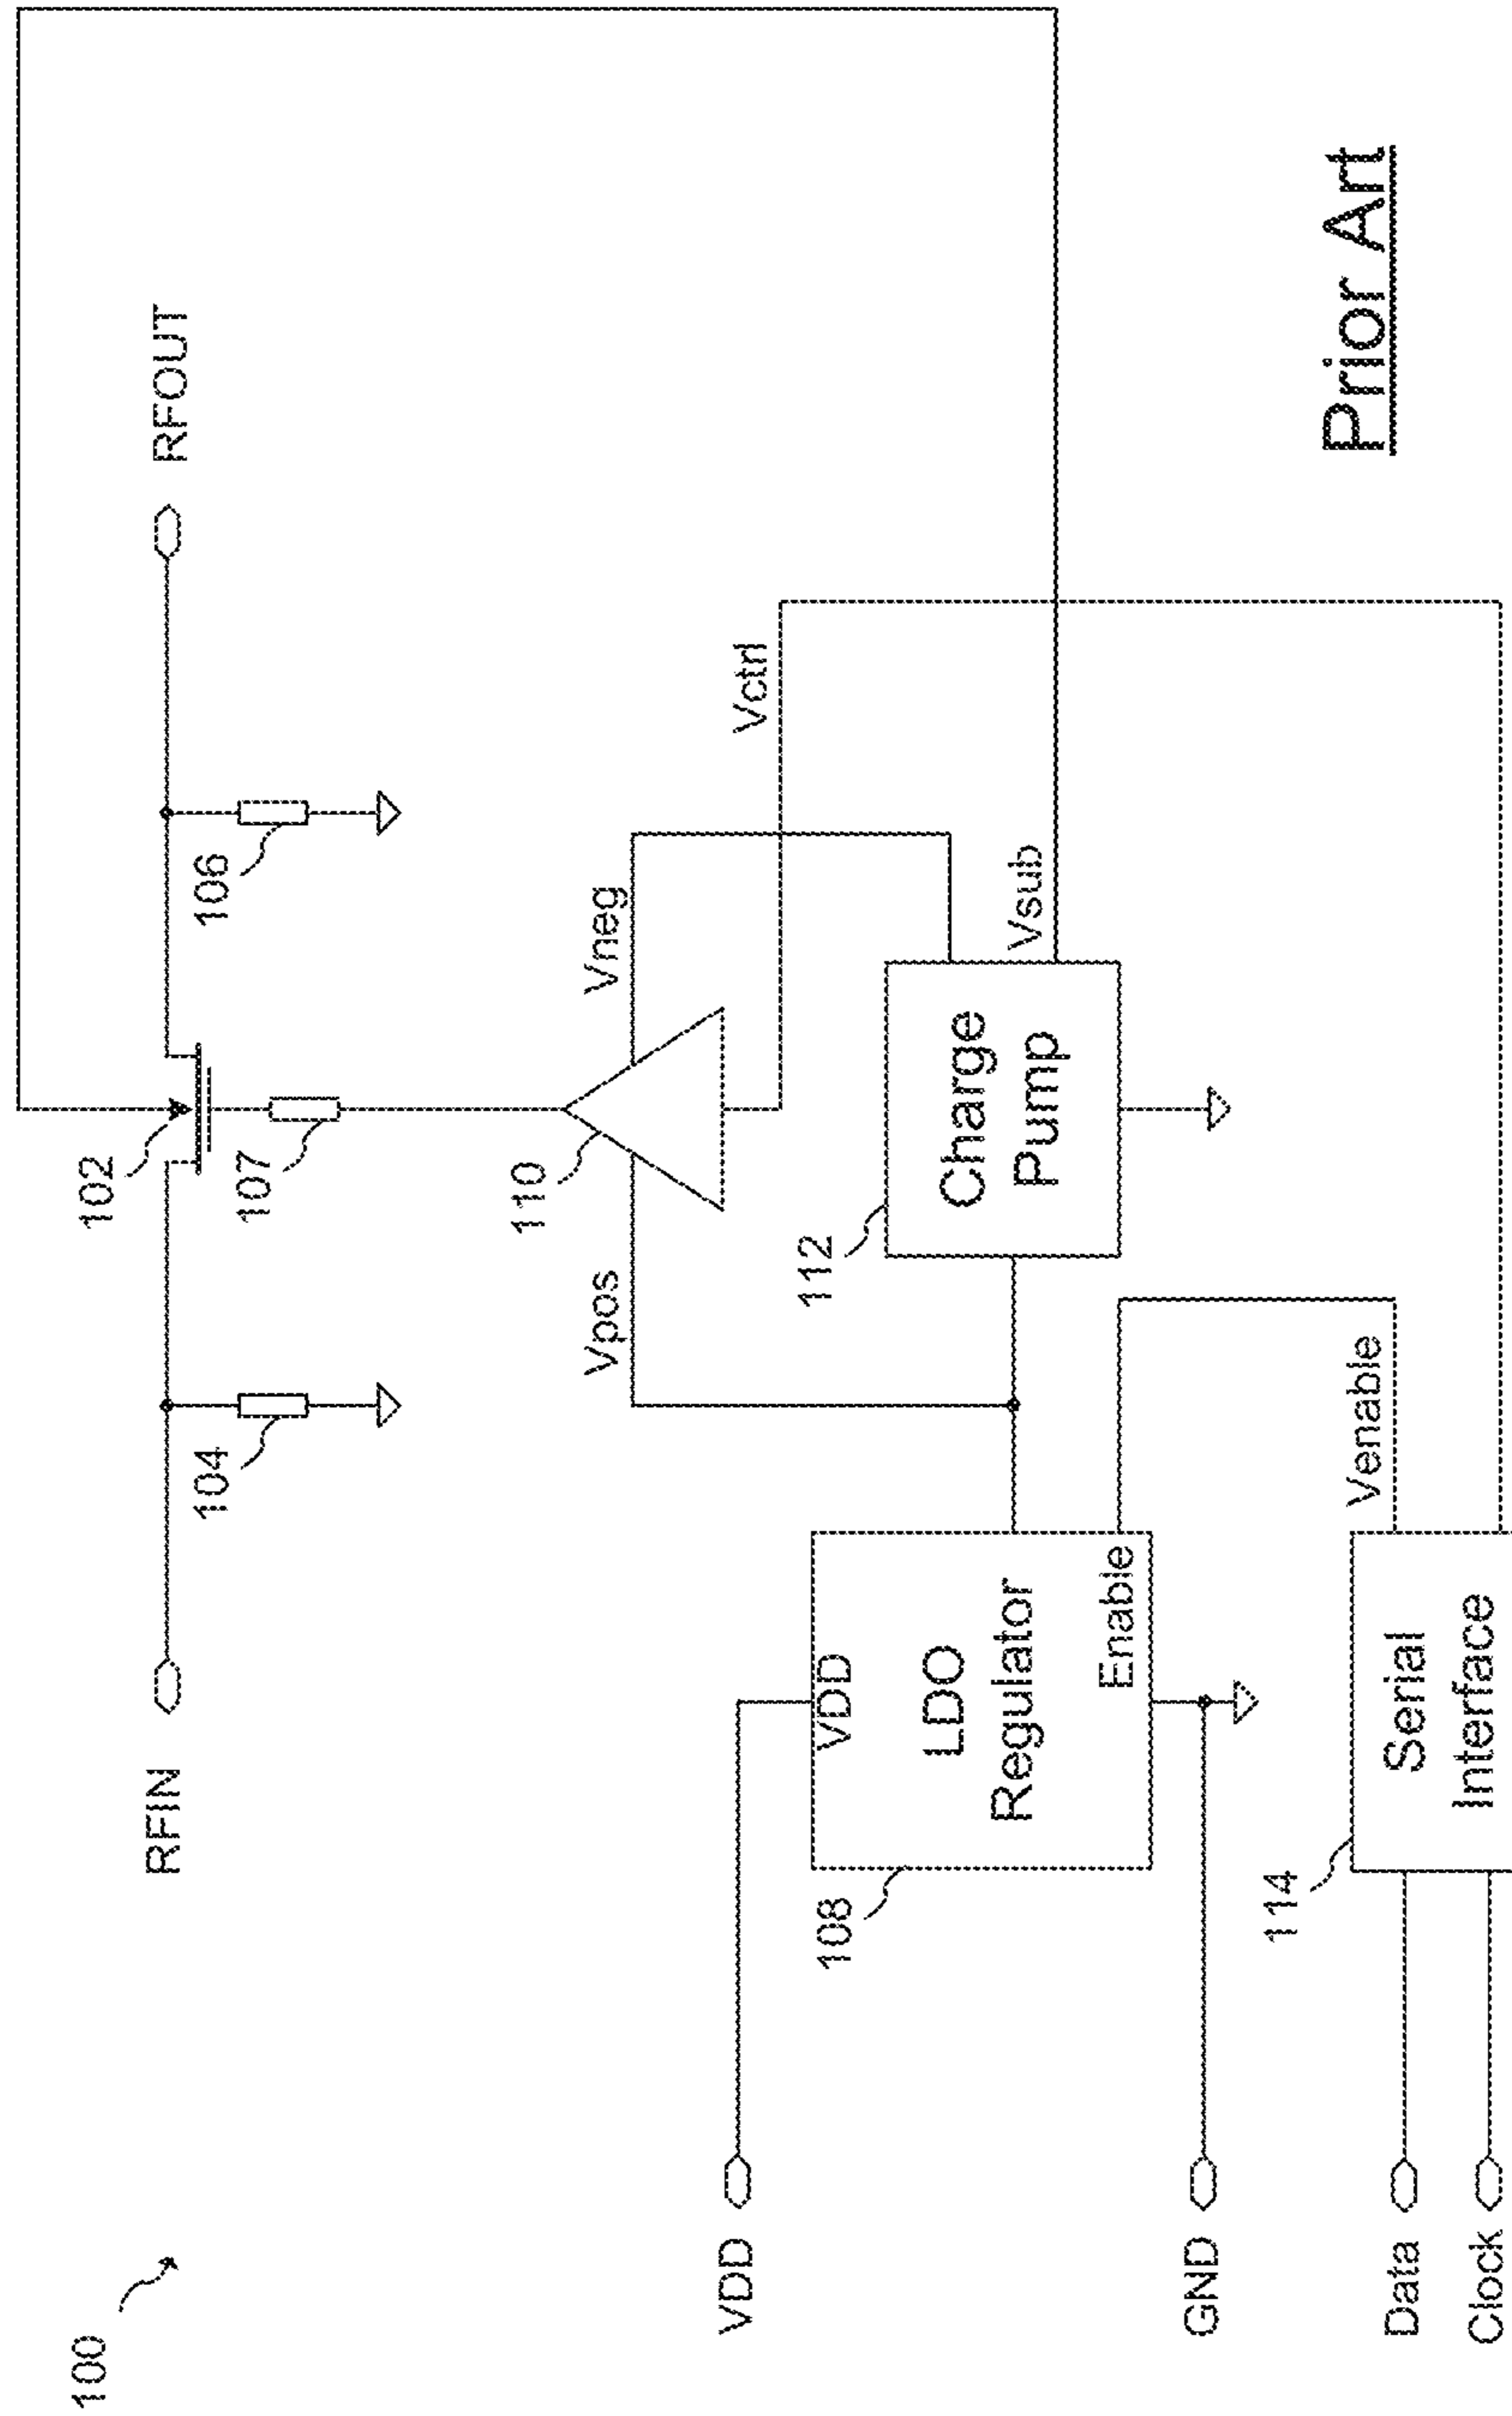 100
RFIN
RFOUT
102
104
106
107
110
Vpos
Vneg
Vctrl
VDD
VDD
LDO
Regulator
Enable
108
112
Charge
Pump
Vsub
GND
Venable
114
Serial
Interface
Data
Clock
Prior Art